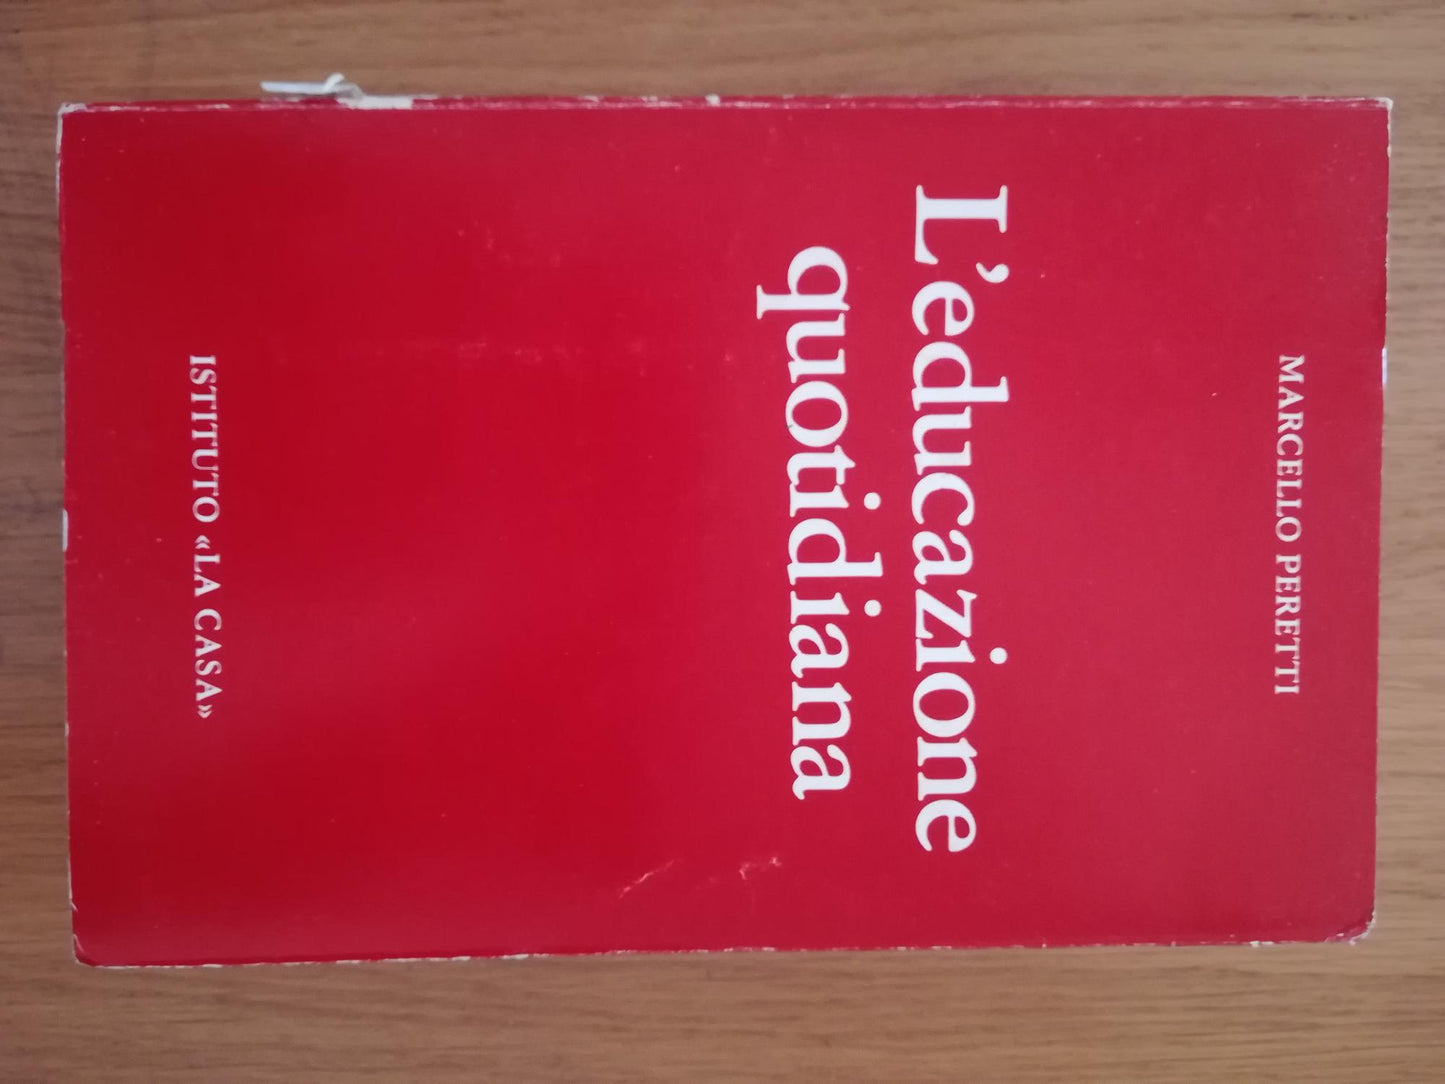 MARCELLO PERETTI
L'educazione
quotidiana
ISTITUTO «LA CASA»